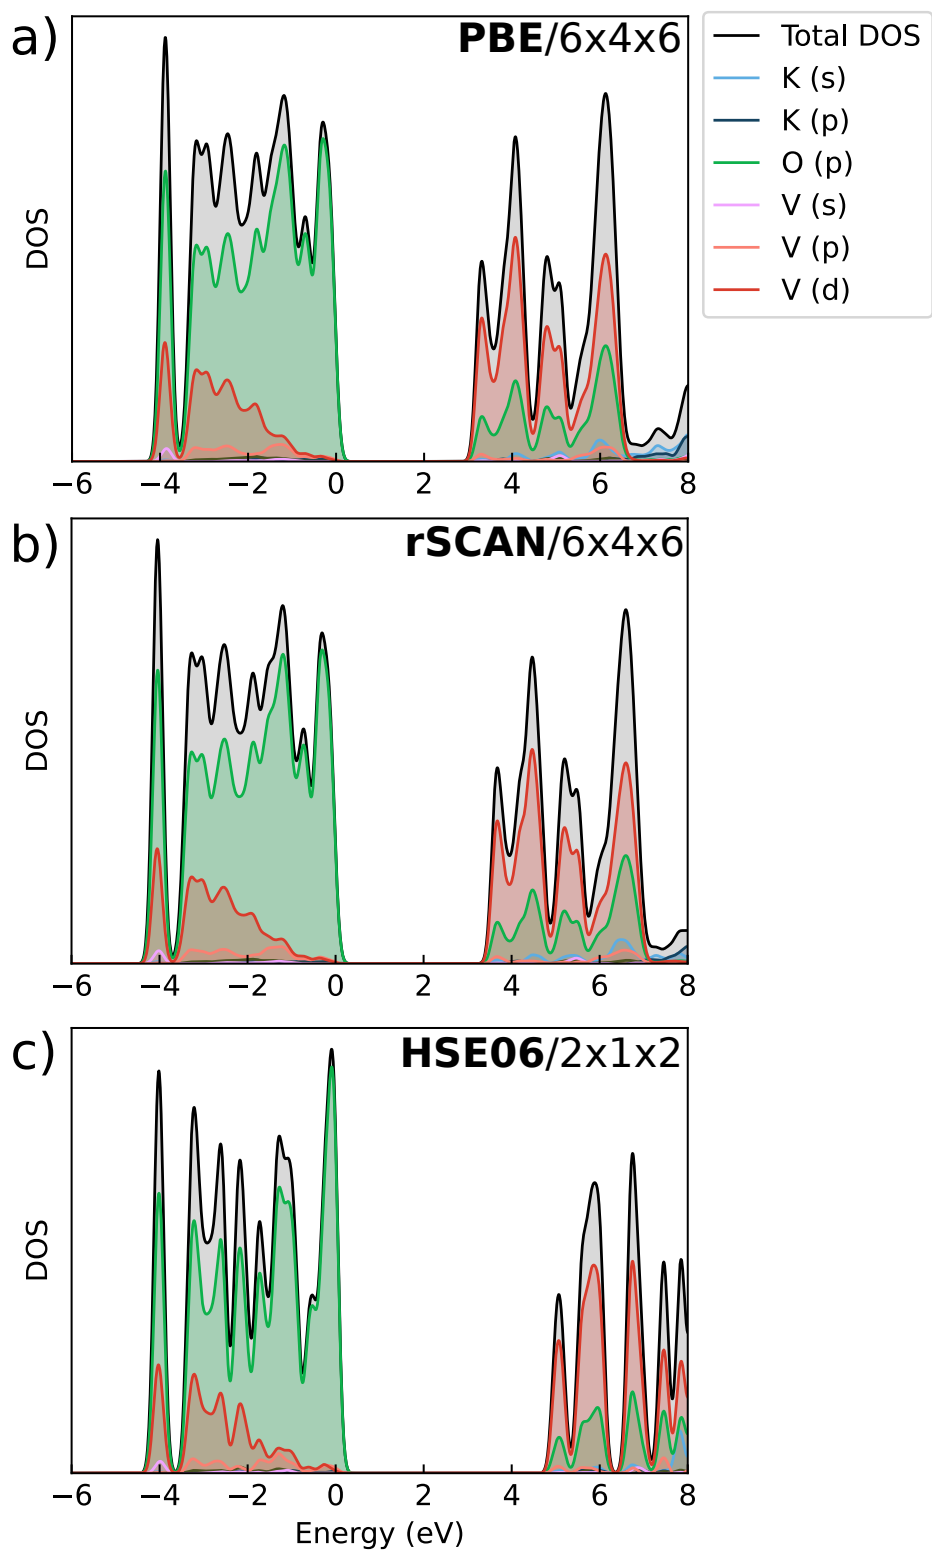 a)
PBE/6x4x6
DOS
−6 −4 −2 0 2 4 6 8
Total DOS
K (s)
K (p)
O (p)
V (s)
V (p)
V (d)
b)
rSCAN/6x4x6
DOS
−6 −4 −2 0 2 4 6 8
c)
HSE06/2x1x2
DOS
−6 −4 −2 0 2 4 6 8
Energy (eV)